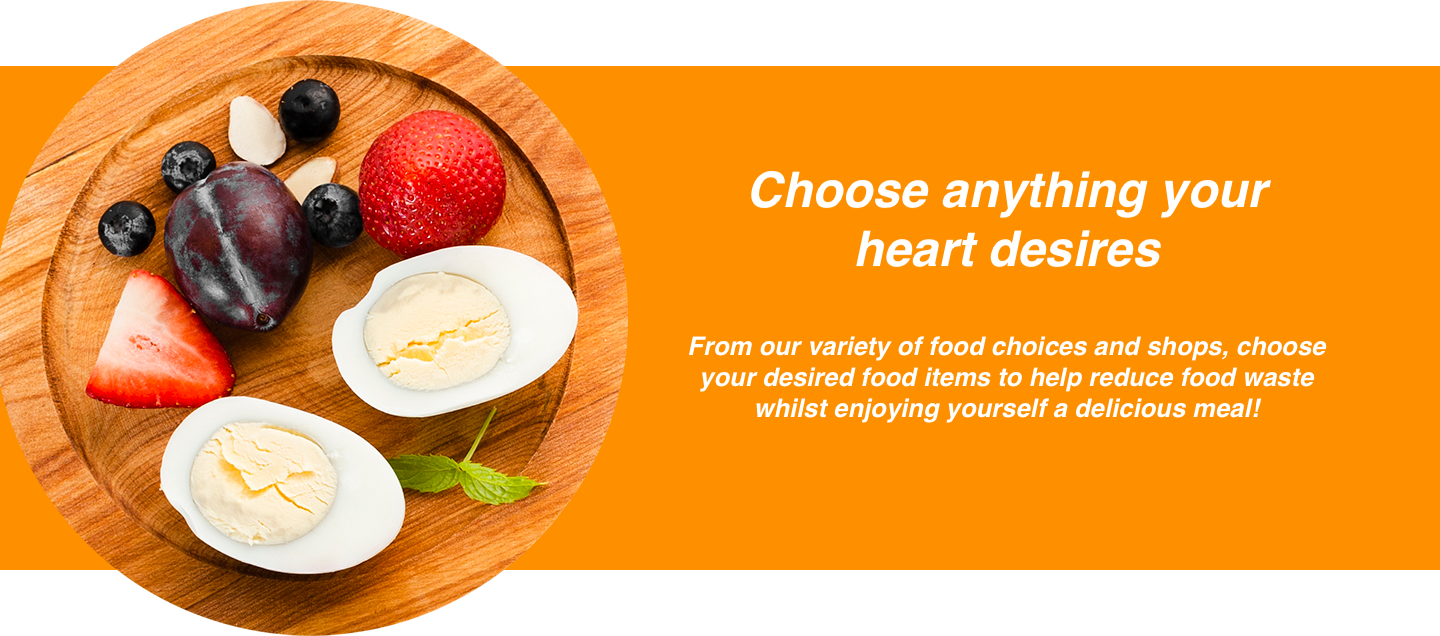 Choose anything your
heart desires
From our variety of food choices and shops, choose
your desired food items to help reduce food waste
whilst enjoying yourself a delicious meal!